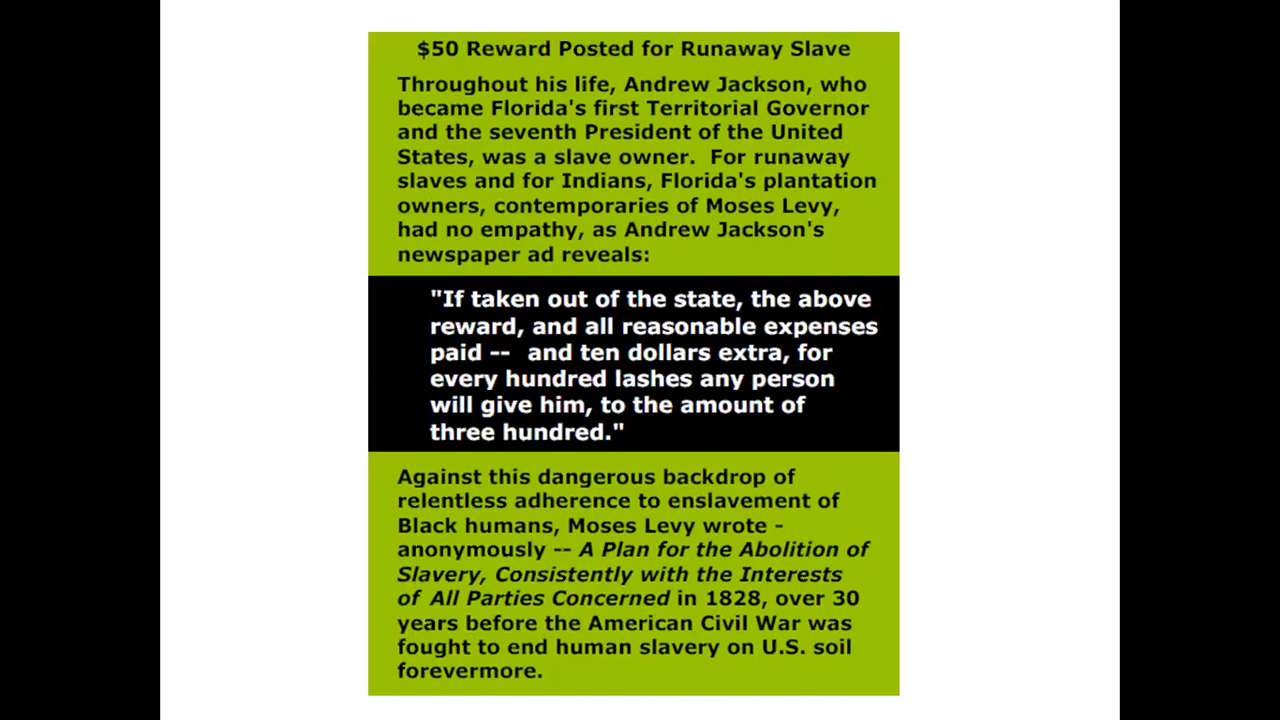 $50 Reward Posted for Runaway Slave
Throughout his life, Andrew Jackson, who
became Florida's first Territorial Governor
and the seventh President of the United
States, was a slave owner.  For runaway
slaves and for Indians, Florida's plantation
owners, contemporaries of Moses Levy,
had no empathy, as Andrew Jackson's
newspaper ad reveals:
"If taken out of the state, the above
reward, and all reasonable expenses
paid --  and ten dollars extra, for
every hundred lashes any person
will give him, to the amount of
three hundred."
Against this dangerous backdrop of
relentless adherence to enslavement of
Black humans, Moses Levy wrote -
anonymously -- A Plan for the Abolition of
Slavery, Consistently with the Interests
of All Parties Concerned in 1828, over 30
years before the American Civil War was
fought to end human slavery on U.S. soil
forevermore.